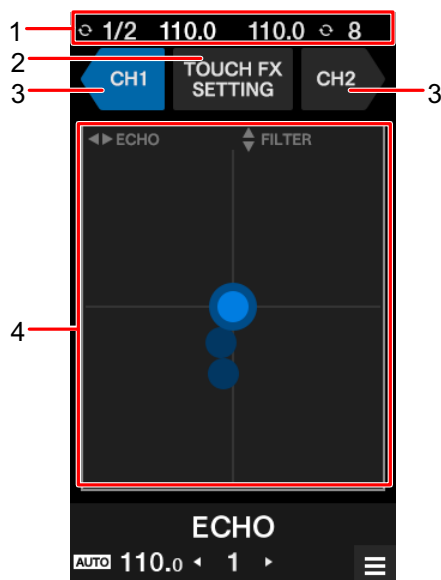 1 1/2 110.0 110.0 8
2
3 CH1 TOUCH FX CH2 3
SETTING
ECHO FILTER
4
ECHO
AUTO 110.0 1